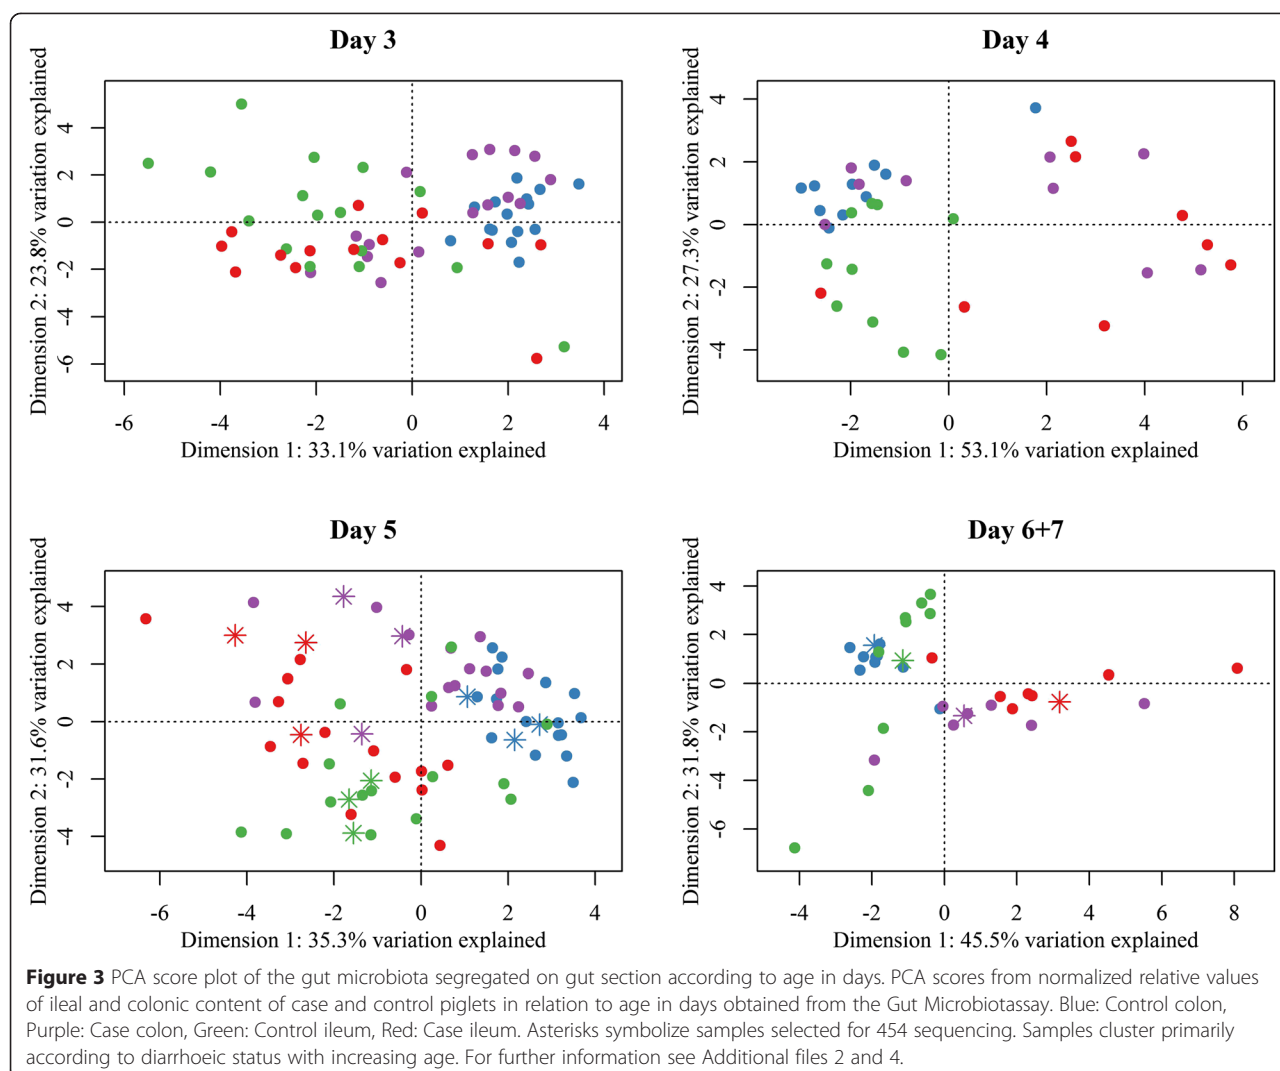 Day 3
Dimension 2: 23.8% variation explained
4
2
0
-2
-4
-6
-6 -4 -2 0 2 4
Dimension 1: 33.1% variation explained
Day 4
Dimension 2: 27.3% variation explained
4
2
0
-2
-4
-2 0 2 4 6
Dimension 1: 53.1% variation explained
Day 5
Dimension 2: 31.6% variation explained
4
2
0
-2
-4
-6 -4 -2 0 2 4
Dimension 1: 35.3% variation explained
Day 6+7
Dimension 2: 31.8% variation explained
4
2
0
-2
-6
-4 -2 0 2 4 6 8
Dimension 1: 45.5% variation explained
Figure 3 PCA score plot of the gut microbiota segregated on gut section according to age in days. PCA scores from normalized relative values
of ileal and colonic content of case and control piglets in relation to age in days obtained from the Gut Microbiotassay. Blue: Control colon,
Purple: Case colon, Green: Control ileum, Red: Case ileum. Asterisks symbolize samples selected for 454 sequencing. Samples cluster primarily
according to diarrhoeic status with increasing age. For further information see Additional files 2 and 4.